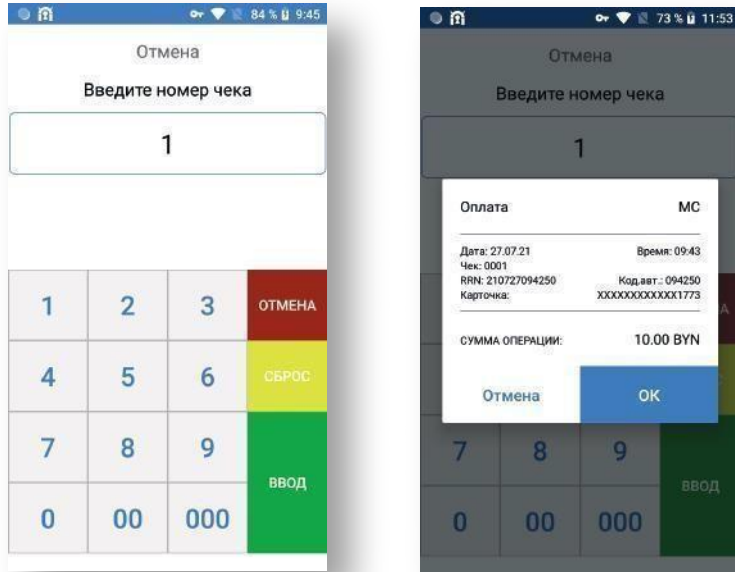 84 % 9:45
Отмена
Введите номер чека
1
1 2 3 ОТМЕНА
4 5 6 СБРОС
7 8 9
ВВОД
0 00 000
73 % 11:53
Отмена
Введите номер чека
1
Оплата МС
Дата: 27.07.21 Время: 09:43
Чек: 0001
RRN: 210727094250 Код.авт.: 094250
Карточка: XXXXXXXXXXXX1773
СУММА ОПЕРАЦИИ: 10.00 BYN
Отмена ОК
7 8 9
ВВОД
0 00 000